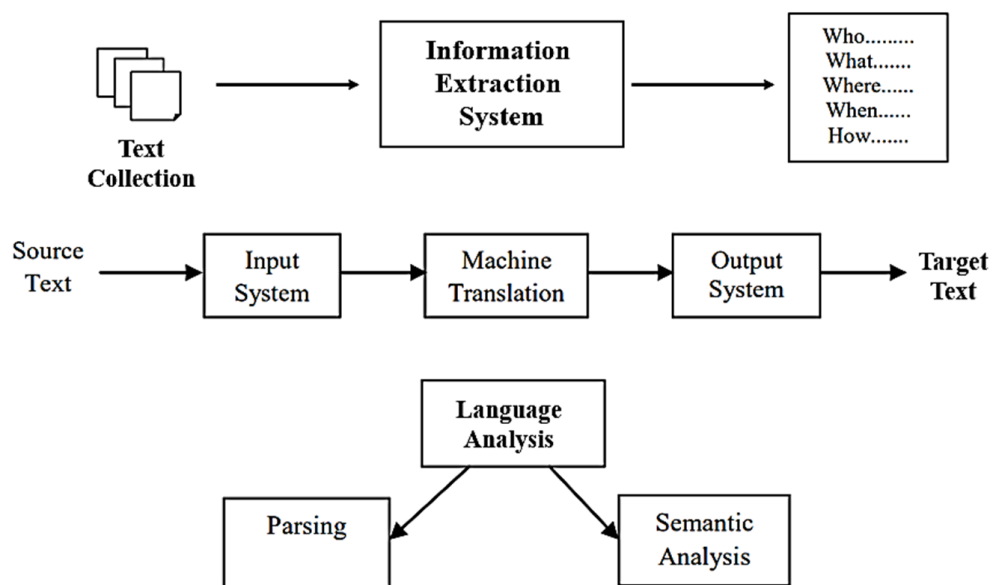 Text
Collection
Information
Extraction
System
Who.........
What.......
Where......
When......
How.......
Source
Text
Input
System
Machine
Translation
Output
System
Target
Text
Language
Analysis
Parsing
Semantic
Analysis